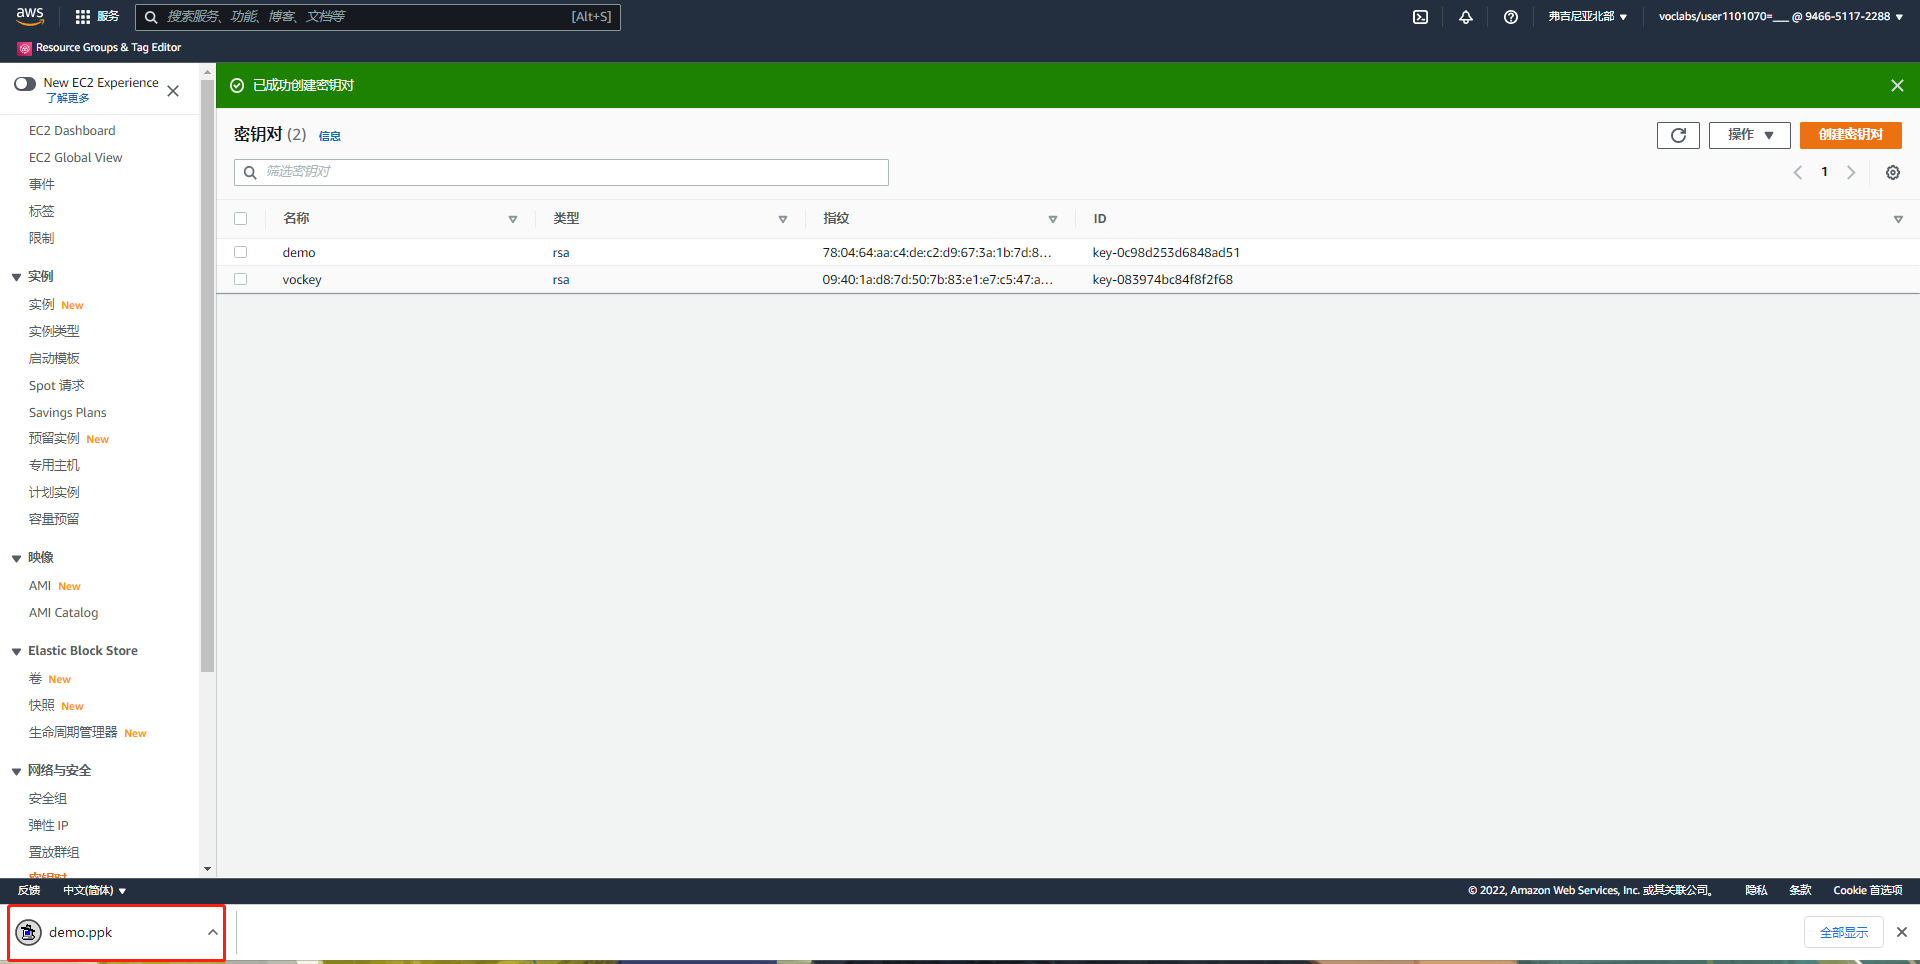 aws
服务
搜索服务、功能、博客、文档等
[Alt+S]
弗吉尼亚北部
voclabs/user1101070=___ @ 9466-5117-2288
Resource Groups & Tag Editor
New EC2 Experience
了解更多
EC2 Dashboard
EC2 Global View
事件
标签
限制
实例
实例 New
实例类型
启动模板
Spot 请求
Savings Plans
预留实例 New
专用主机
计划实例
容量预留
映像
AMI New
AMI Catalog
Elastic Block Store
卷 New
快照 New
生命周期管理器 New
网络与安全
安全组
弹性 IP
置放群组
密钥对
已成功创建密钥对
密钥对 (2) 信息
操作
创建密钥对
筛选密钥对
1
名称 类型 指纹 ID
demo rsa 78:04:64:aa:c4:de:c2:d9:67:3a:1b:7d:8... key-0c98d253d6848ad51
vockey rsa 09:40:1a:d8:7d:50:7b:83:e1:e7:c5:47:a... key-083974bc84f8f2f68
反馈 中文(简体)
© 2022, Amazon Web Services, Inc. 或其关联公司。 隐私 条款 Cookie 首选项
demo.ppk
全部显示